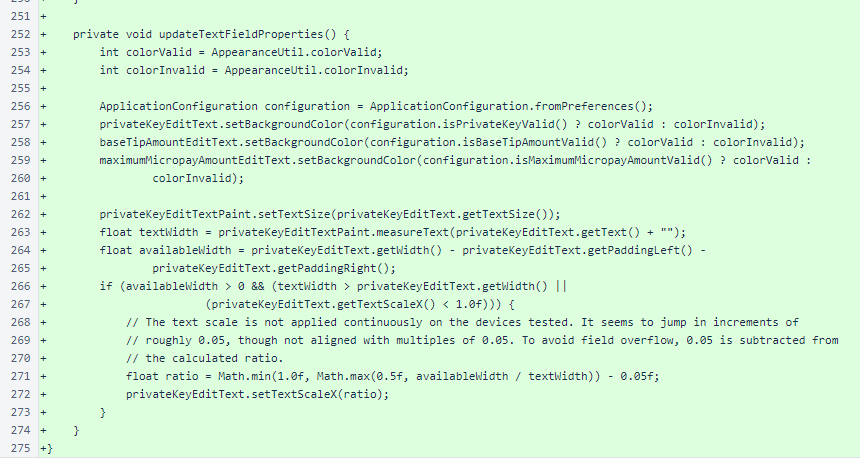 251 +
252 +    private void updateTextFieldProperties() {
253 +        int colorValid = AppearanceUtil.colorValid;
254 +        int colorInvalid = AppearanceUtil.colorInvalid;
255 +
256 +        ApplicationConfiguration configuration = ApplicationConfiguration.fromPreferences();
257 +        privateKeyEditText.setBackgroundColor(configuration.isPrivateKeyValid() ? colorValid : colorInvalid);
258 +        baseTipAmountEditText.setBackgroundColor(configuration.isBaseTipAmountValid() ? colorValid : colorInvalid);
259 +        maximumMicropayAmountEditText.setBackgroundColor(configuration.isMaximumMicropayAmountValid() ? colorValid :
260 +                colorInvalid);
261 +
262 +        privateKeyEditTextPaint.setTextSize(privateKeyEditText.getTextSize());
263 +        float textWidth = privateKeyEditTextPaint.measureText(privateKeyEditText.getText() + "");
264 +        float availableWidth = privateKeyEditText.getWidth() - privateKeyEditText.getPaddingLeft() -
265 +                privateKeyEditText.getPaddingRight();
266 +        if (availableWidth > 0 && (textWidth > privateKeyEditText.getWidth() ||
267 +                        (privateKeyEditText.getTextScaleX() < 1.0f))) {
268 +            // The text scale is not applied continuously on the devices tested. It seems to jump in increments of
269 +            // roughly 0.05, though not aligned with multiples of 0.05. To avoid field overflow, 0.05 is subtracted from
270 +            // the calculated ratio.
271 +            float ratio = Math.min(1.0f, Math.max(0.5f, availableWidth / textWidth)) - 0.05f;
272 +            privateKeyEditText.setTextScaleX(ratio);
273 +        }
274 +    }
275 +}